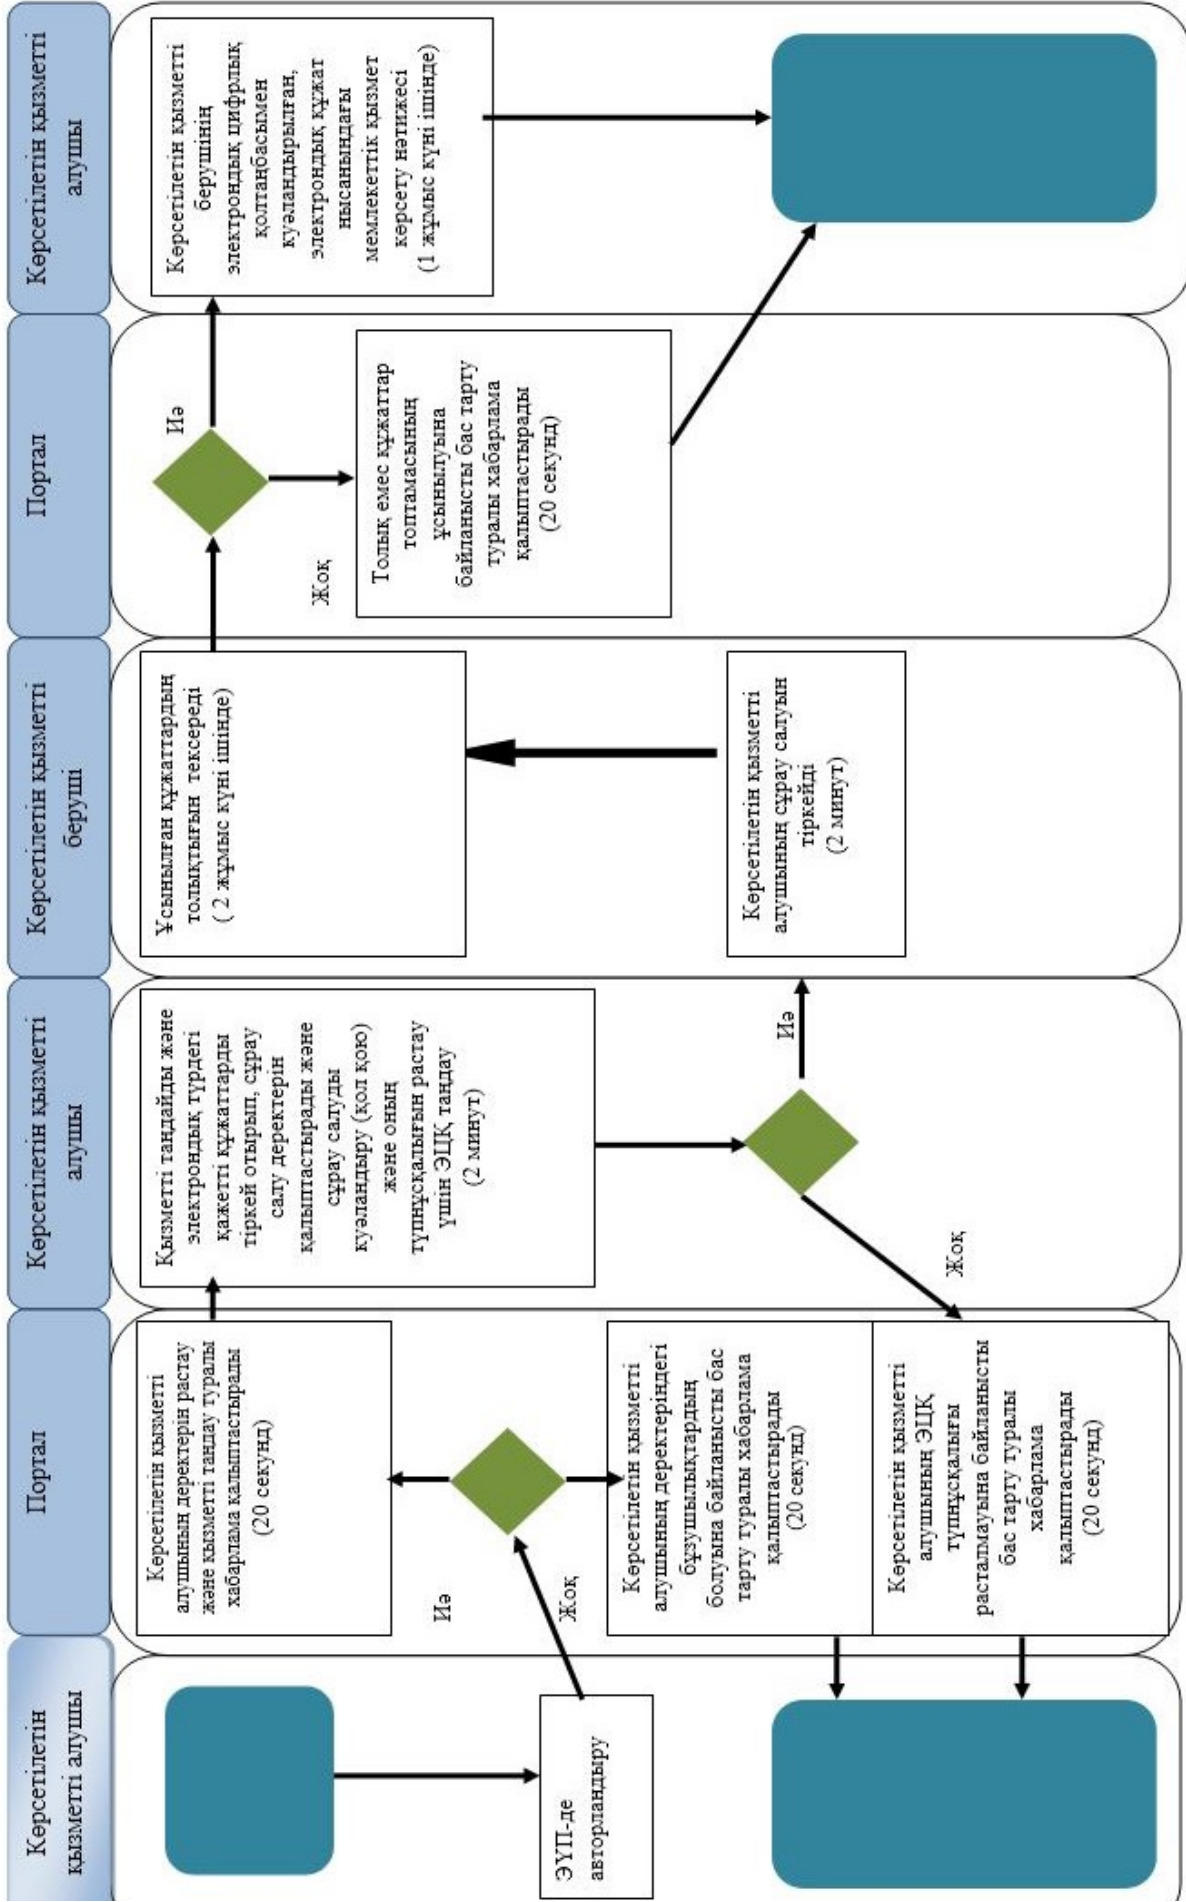 Көрсетілетін
қызметті алушы
Портал
Көрсетілетін қызметті
алушы
Көрсетілетін қызметті
беруші
Портал
Көрсетілетін қызметті
алушы
ЭҮП-де
авторландыру
Көрсетілетін қызметті
алушының деректерін растау
және қызметті таңдау туралы
хабарлама қалыптастырады
(20 секунд)
Иә
Жоқ
Көрсетілетін қызметті
алушының деректеріндегі
бұзушылықтардың
болуына байланысты бас
тарту туралы хабарлама
қалыптастырады
(20 секунд)
Көрсетілетін қызметті
алушының ЭЦҚ
түпнұсқалығы
расталмауына байланысты
бас тарту туралы
хабарлама
қалыптастырады
(20 секунд)
Қызметті таңдайды және
электрондық түрдегі
қажетті құжаттарды
тіркей отырып, сұрау
салу деректерін
қалыптастырады және
сұрау салуды
куәландыру (қол қою)
және оның
түпнұсқалығын растау
үшін ЭЦҚ таңдау
(2 минут)
Иә
Жоқ
Ұсынылған құжаттардың
толықтығын тексереді
( 2 жұмыс күні ішінде)
Көрсетілетін қызметті
алушының сұрау салуын
тіркейді
(2 минут)
Иә
Жоқ
Толық емес құжаттар
топтамасының
ұсынылуына
байланысты бас тарту
туралы хабарлама
қалыптастырады
(20 секунд)
Көрсетілетін қызметті
берушінің
электрондық цифрлық
қолтаңбасымен
куәландырылған,
электрондық құжат
нысанындағы
мемлекеттік қызмет
көрсету нәтижесі
(1 жұмыс күні ішінде)